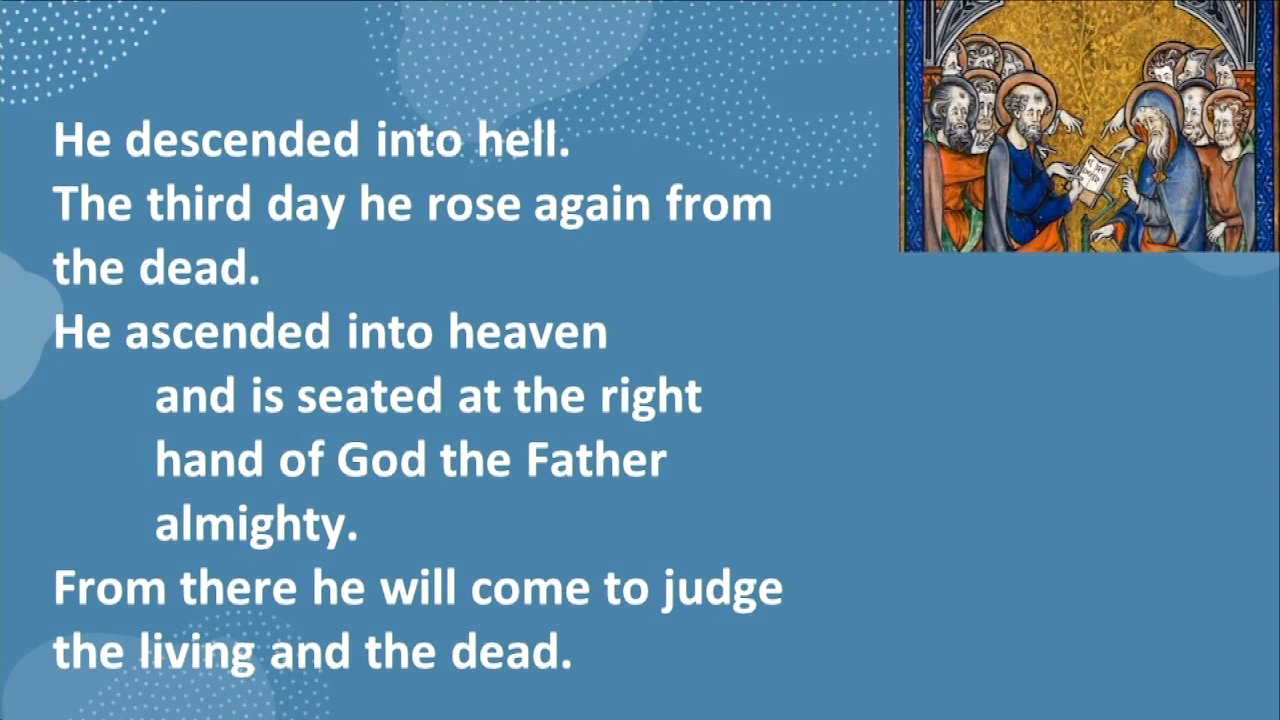 He descended into hell.
The third day he rose again from
the dead.
He ascended into heaven
and is seated at the right
hand of God the Father
almighty.
From there he will come to judge
the living and the dead.